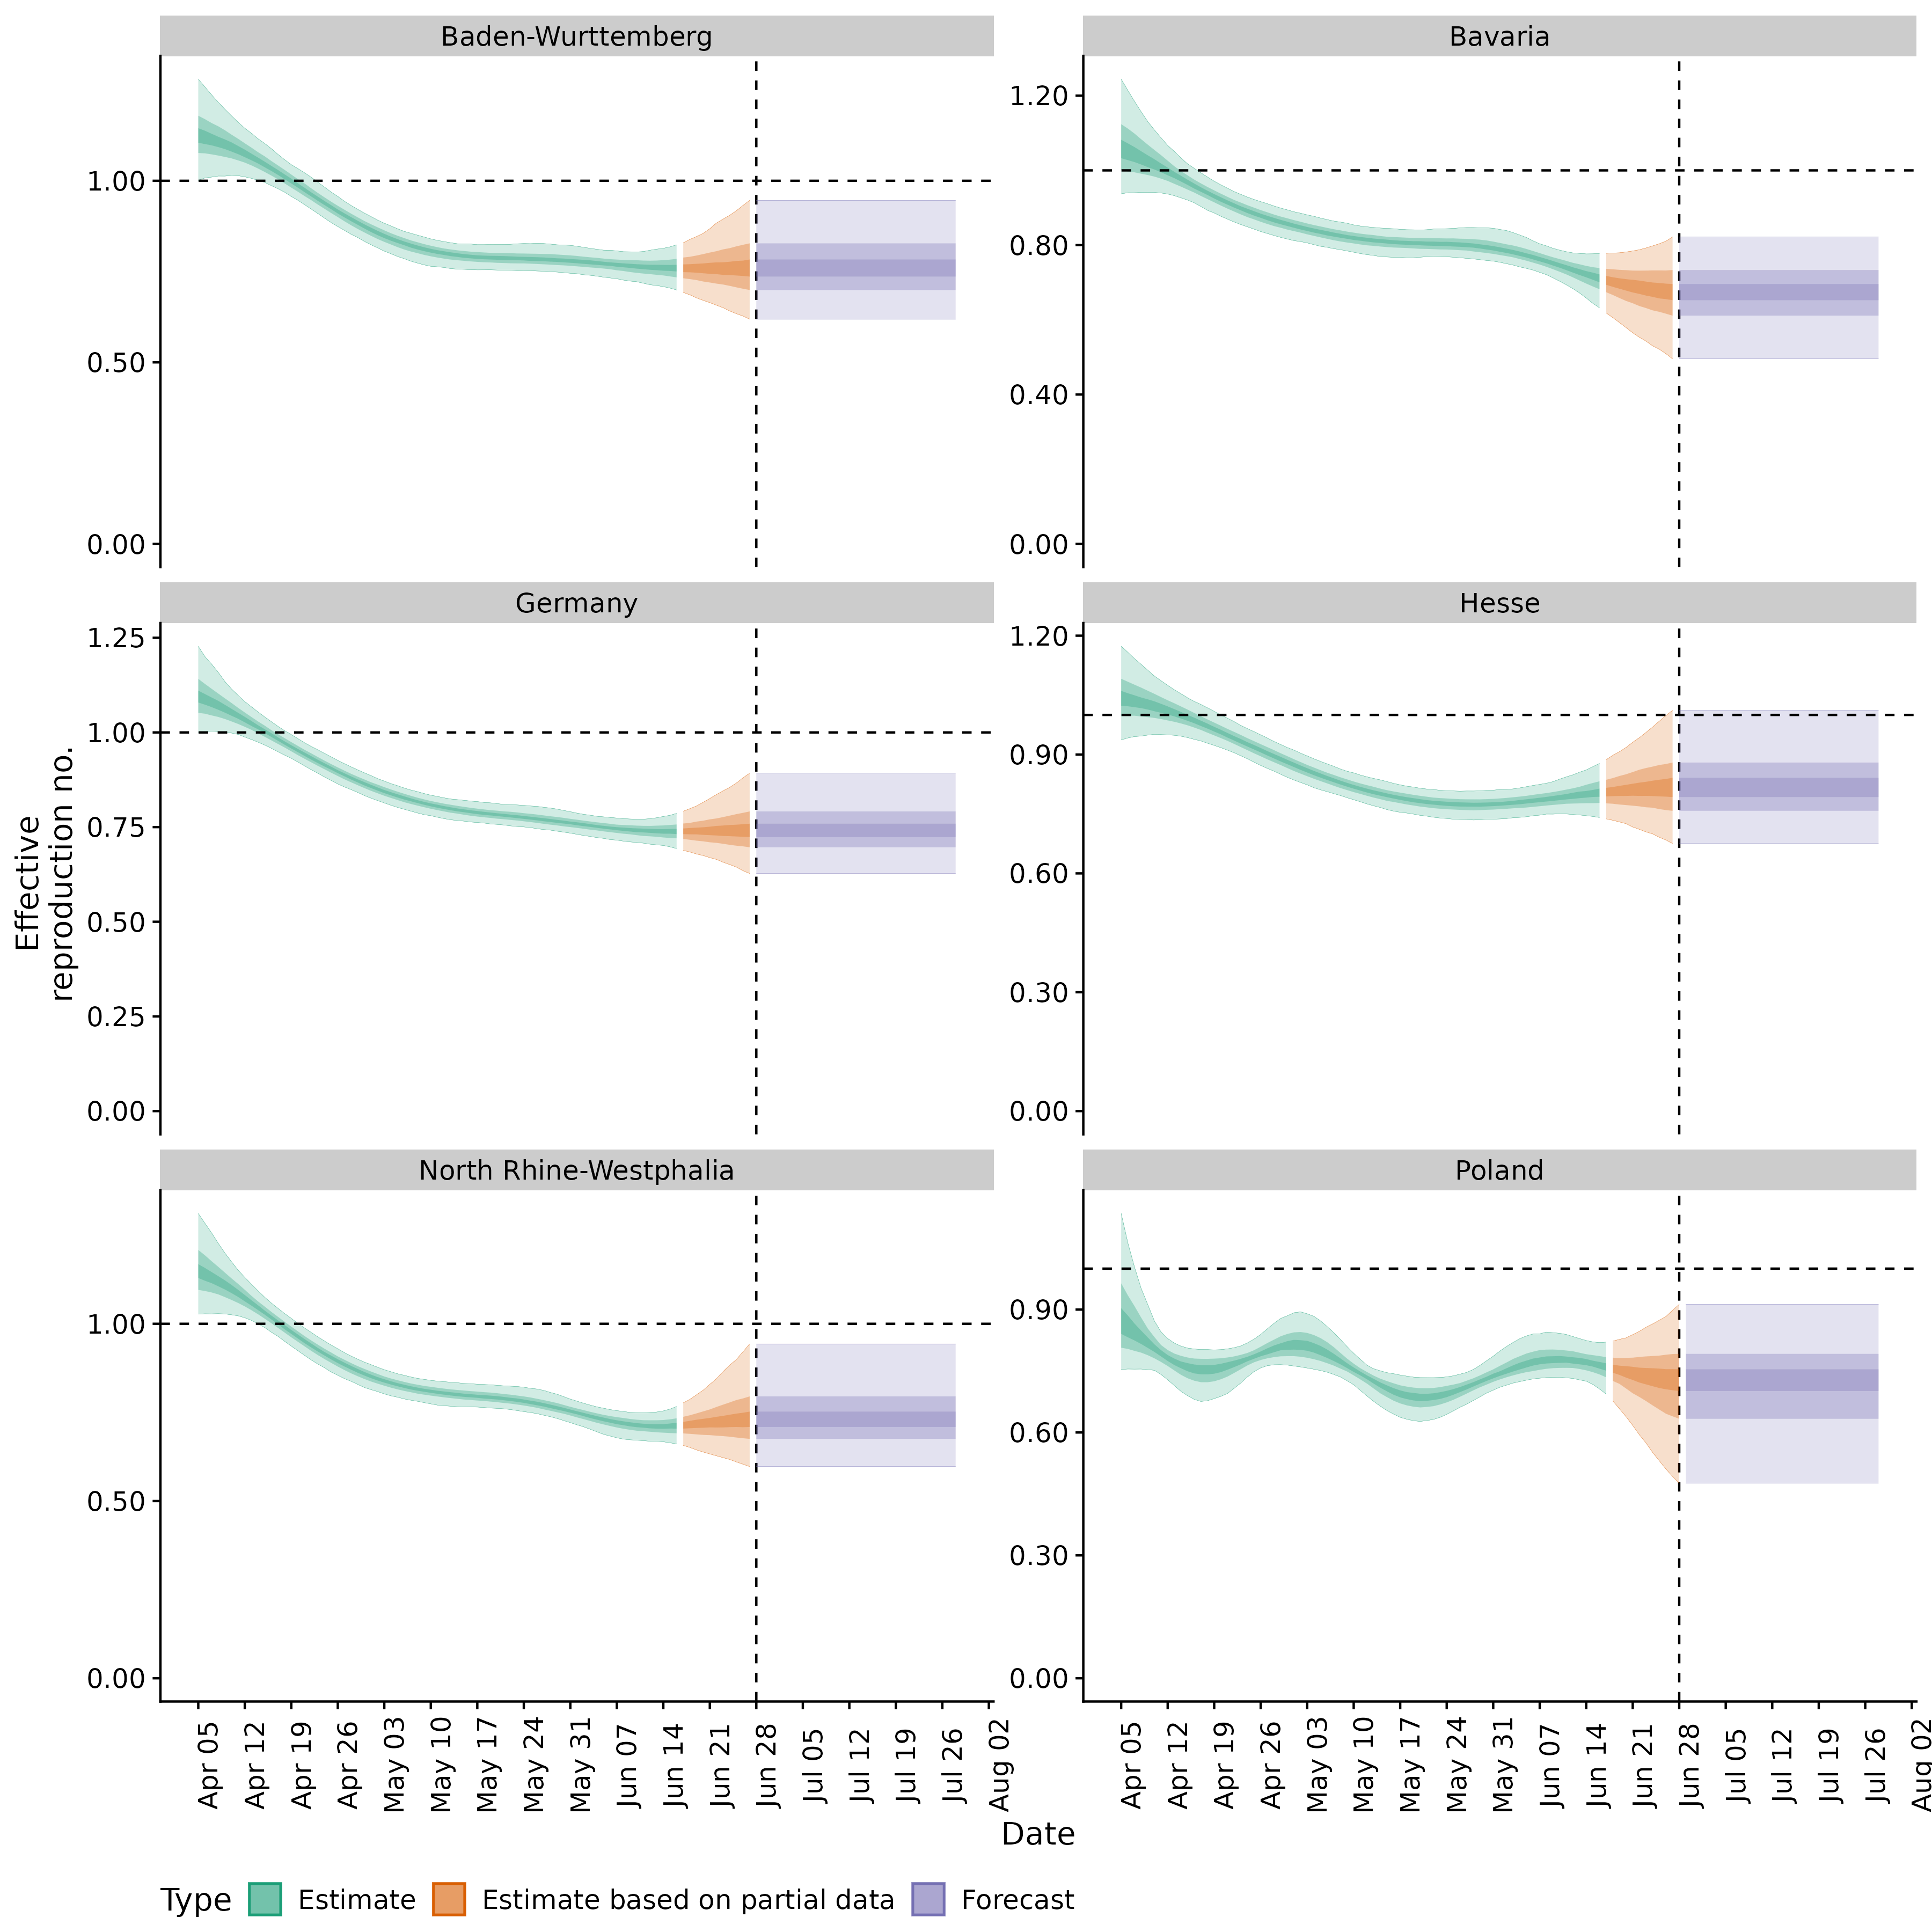 Baden-Wurttemberg
Bavaria
1.00
0.50
0.00
1.20
0.80
0.40
0.00
Germany
Hesse
1.25
1.00
0.75
0.50
0.25
0.00
1.20
0.90
0.60
0.30
0.00
Effective
reproduction no.
North Rhine-Westphalia
Poland
1.00
0.50
0.00
0.90
0.60
0.30
0.00
Apr 05
Apr 12
Apr 19
Apr 26
May 03
May 10
May 17
May 24
May 31
Jun 07
Jun 14
Jun 21
Jun 28
Jul 05
Jul 12
Jul 19
Jul 26
Aug 02
Apr 05
Apr 12
Apr 19
Apr 26
May 03
May 10
May 17
May 24
May 31
Jun 07
Jun 14
Jun 21
Jun 28
Jul 05
Jul 12
Jul 19
Jul 26
Aug 02
Date
Type Estimate Estimate based on partial data Forecast